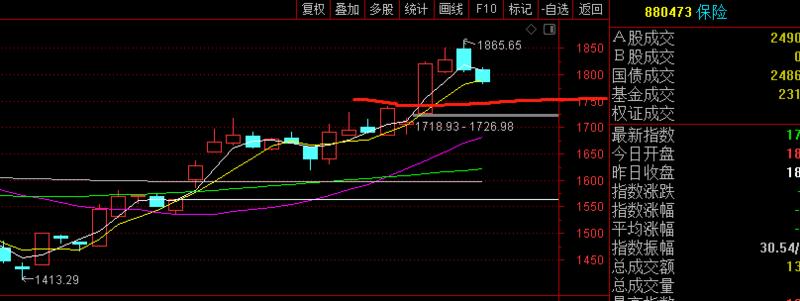 复权 叠加 多股 统计 画线 F10 标记 -自选 返回
880473 保险
1865.65
1850
1800
1750
1718.93-1726.98
1700
1650
1600
1550
1500
1450
1413.29
A股成交 2490
B股成交 0
国债成交 2486
基金成交 231
权证成交
最新指数 17
今日开盘 18
昨日收盘 18
指数涨跌 -
指数涨幅 -
平均涨幅 -
指数振幅 30.54/
总成交额 13
总成交量
最高指数 18